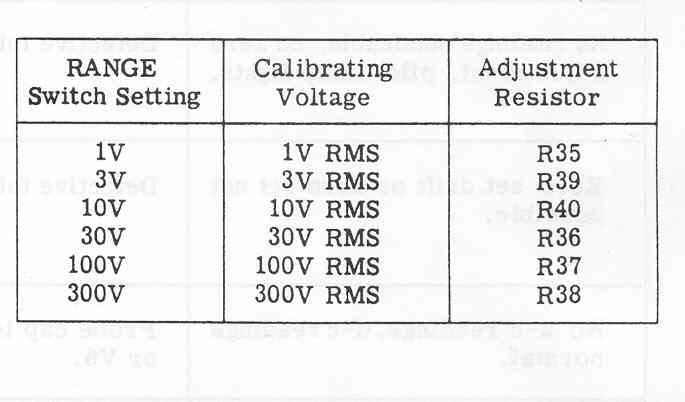 RANGE Calibrating Adjustment
Switch Setting Voltage Resistor
1V 1V RMS R35
3V 3V RMS R39
10V 10V RMS R40
30V 30V RMS R36
100V 100V RMS R37
300V 300V RMS R38